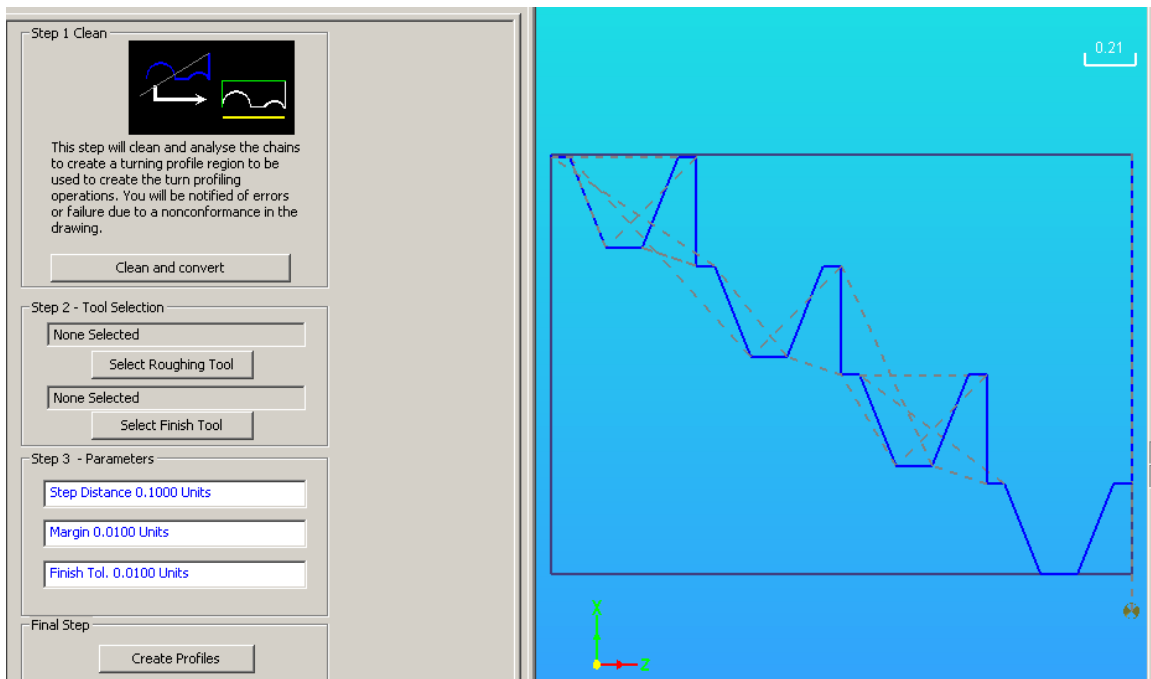 Step 1 Clean
This step will clean and analyse the chains
to create a turning profile region to be
used to create the turn profiling
operations. You will be notified of errors
or failure due to a nonconformance in the
drawing.
Clean and convert
Step 2 - Tool Selection
None Selected
Select Roughing Tool
None Selected
Select Finish Tool
Step 3  - Parameters
Step Distance 0.1000 Units
Margin 0.0100 Units
Finish Tol. 0.0100 Units
Final Step
Create Profiles
0.21
X
Z